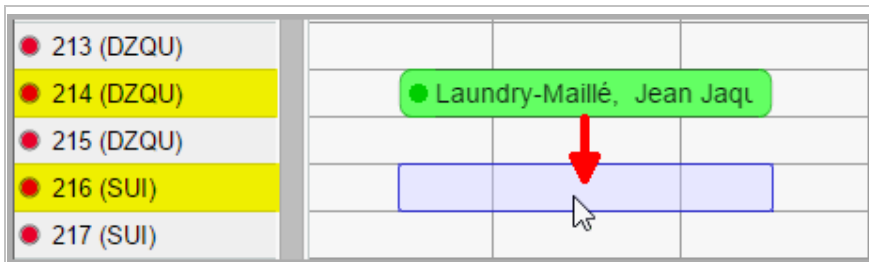 213 (DZQU)
214 (DZQU) Laundry-Maillé, Jean Jaqu
215 (DZQU)
216 (SUI)
217 (SUI)